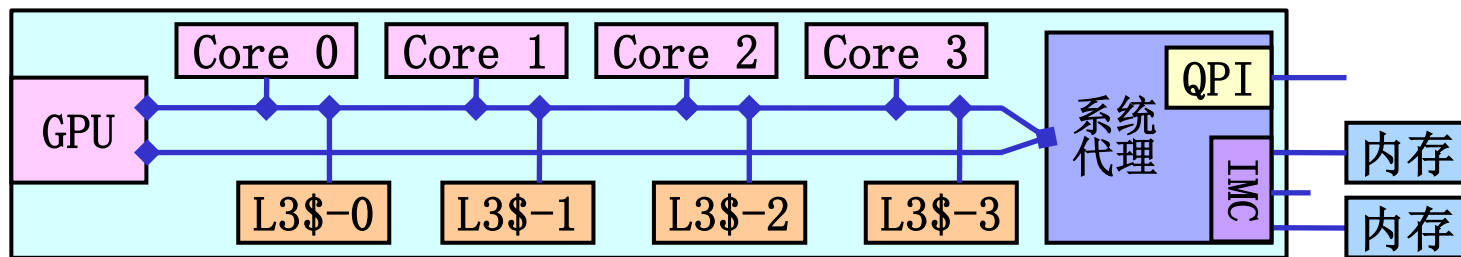 Core 0
Core 1
Core 2
Core 3
QPI
GPU
系统
代理
IMC
内存
L3$-0
L3$-1
L3$-2
L3$-3
内存